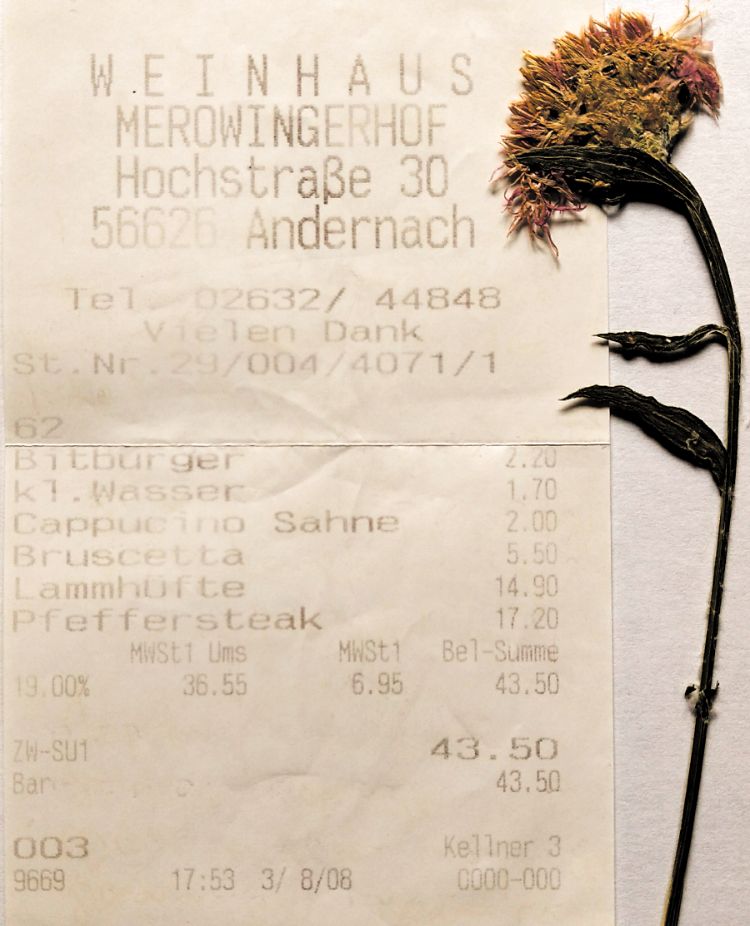 W E I N H A U S
MEROWINGERHOF
Hochstraße 30
56626 Andernach
Tel. 02632/ 44848
Vielen Dank
St.Nr.29/004/4071/1
62
Bitburger 2.20
kl.Wasser 1.70
Cappucino Sahne 2.00
Bruscetta 5.50
Lammhüfte 14.90
Pfeffersteak 17.20
MWSt1 Ums MWSt1 Bel-Summe
19.00% 36.55 6.95 43.50
ZW-SU1 43.50
Bar 43.50
003 Kellner 3
9669 17:53 3/ 8/08 C000-000